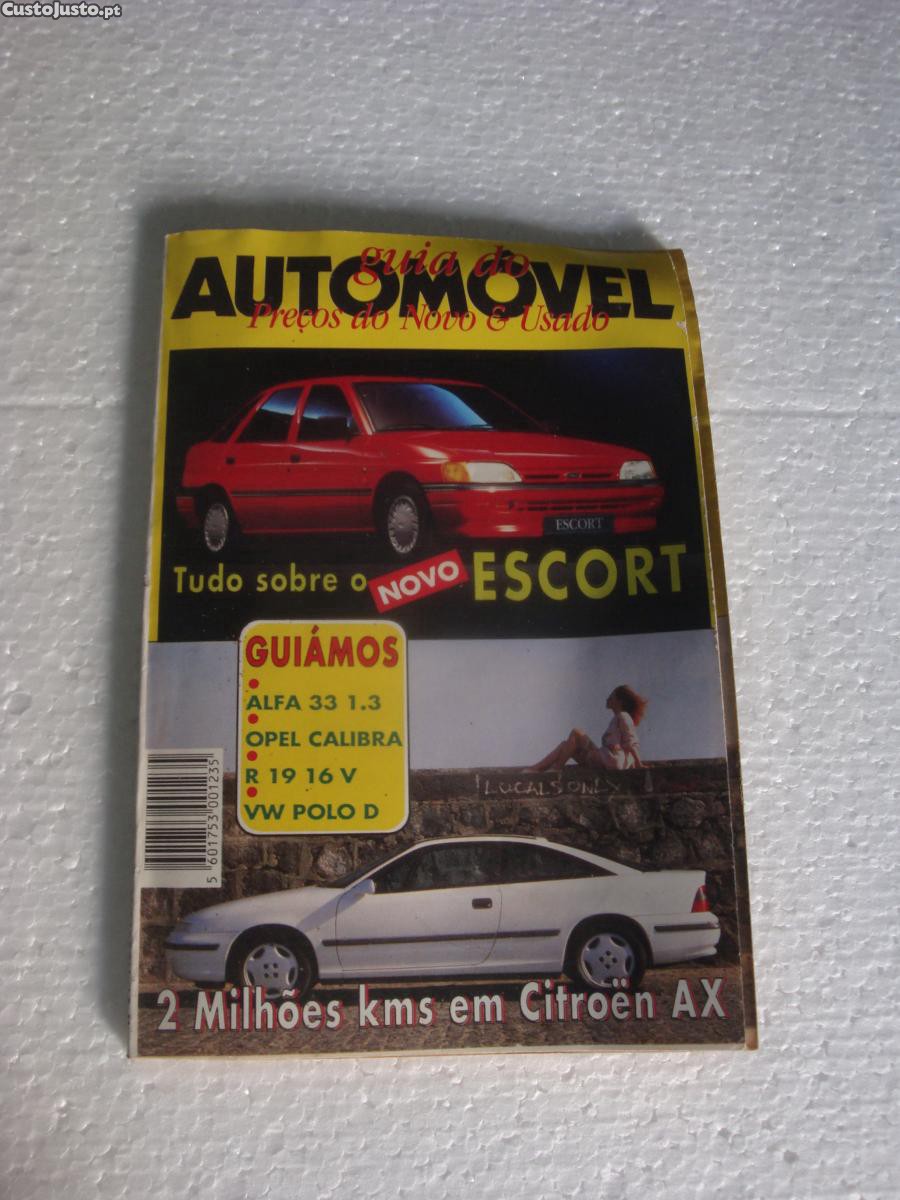 CustoJusto.pt
guia do
AUTOMÓVEL
Preços do Novo & Usado
ESCORT
Tudo sobre o NOVO ESCORT
GUIÁMOS
• ALFA 33 1.3
• OPEL CALIBRA
• R 19 16 V
• VW POLO D
LOCALS ONLY
5 601753 001235
2 Milhões kms em Citroën AX